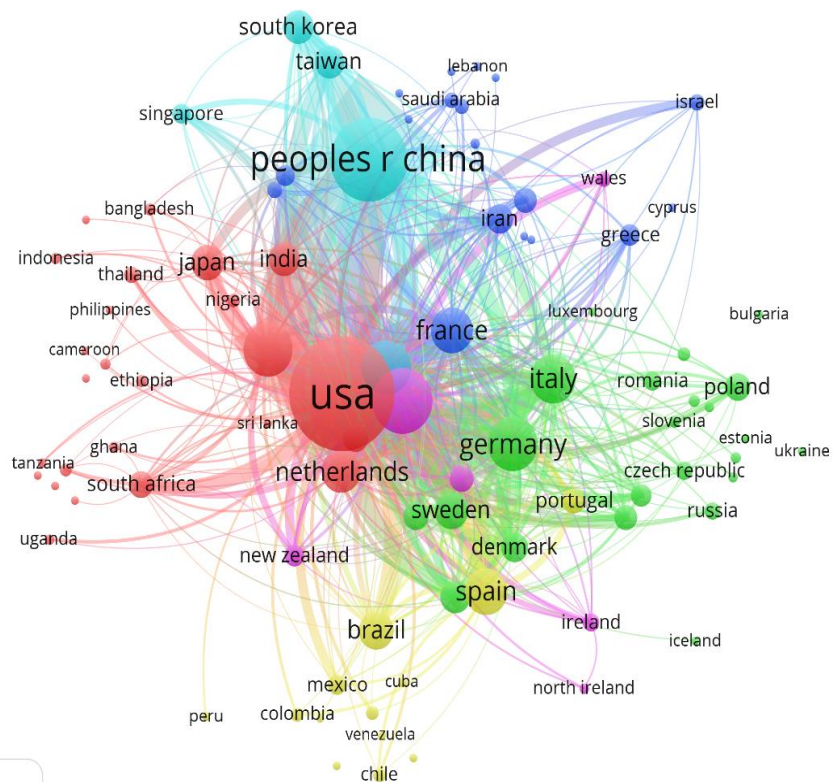 south korea
taiwan
lebanon
saudi arabia
israel
singapore
peoples r china
wales
bangladesh
cyprus
iran
greece
indonesia
japan
india
thailand
nigeria
philippines
luxembourg
bulgaria
france
cameroon
ethiopia
italy
romania
poland
usa
sri lanka
slovenia
estonia
ghana
germany
ukraine
tanzania
netherlands
czech republic
south africa
sweden
portugal
russia
uganda
new zealand
denmark
spain
ireland
brazil
iceland
mexico
cuba
north ireland
peru
colombia
venezuela
chile